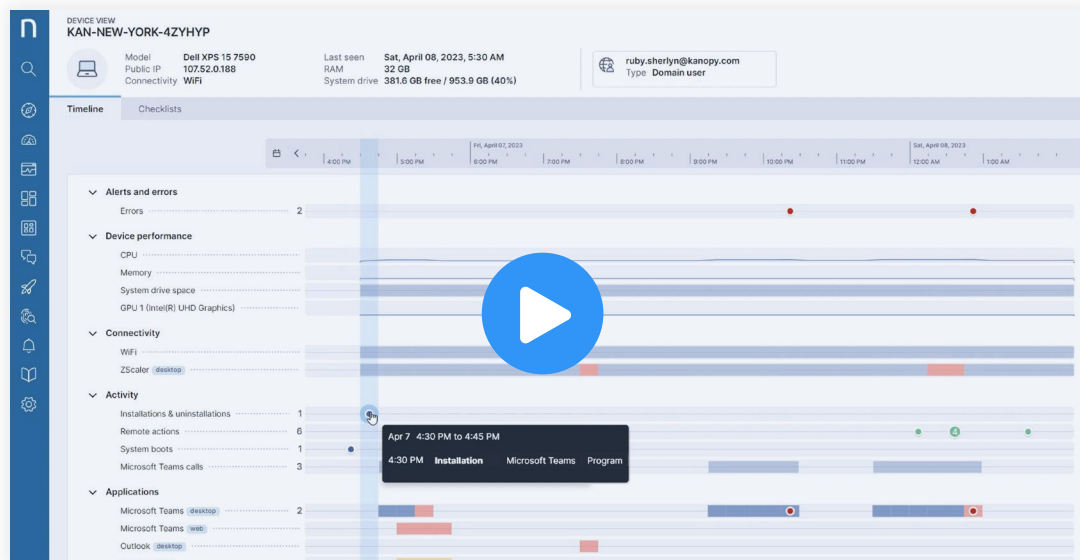 n
DEVICE VIEW
KAN-NEW-YORK-4ZYHYP
Model Dell XPS 15 7590
Public IP 107.52.0.188
Connectivity WiFi
Last seen Sat, April 08, 2023, 5:30 AM
RAM 32 GB
System drive 381.6 GB free / 953.9 GB (40%)
ruby.sherlyn@kanopy.com
Type Domain user
Timeline Checklists
Fri, April 07, 2023 Sat, April 08, 2023
4:00 PM 5:00 PM 6:00 PM 7:00 PM 8:00 PM 9:00 PM 10:00 PM 11:00 PM 12:00 AM 1:00 AM
Alerts and errors
Errors 2
Device performance
CPU
Memory
System drive space
GPU 1 (Intel(R) UHD Graphics)
Connectivity
WiFi
ZScaler desktop
Activity
Installations & uninstallations 1
Remote actions 6 4
Apr 7 4:30 PM to 4:45 PM
System boots 1
4:30 PM Installation Microsoft Teams Program
Microsoft Teams calls 3
Applications
Microsoft Teams desktop 2
Microsoft Teams web
Outlook desktop